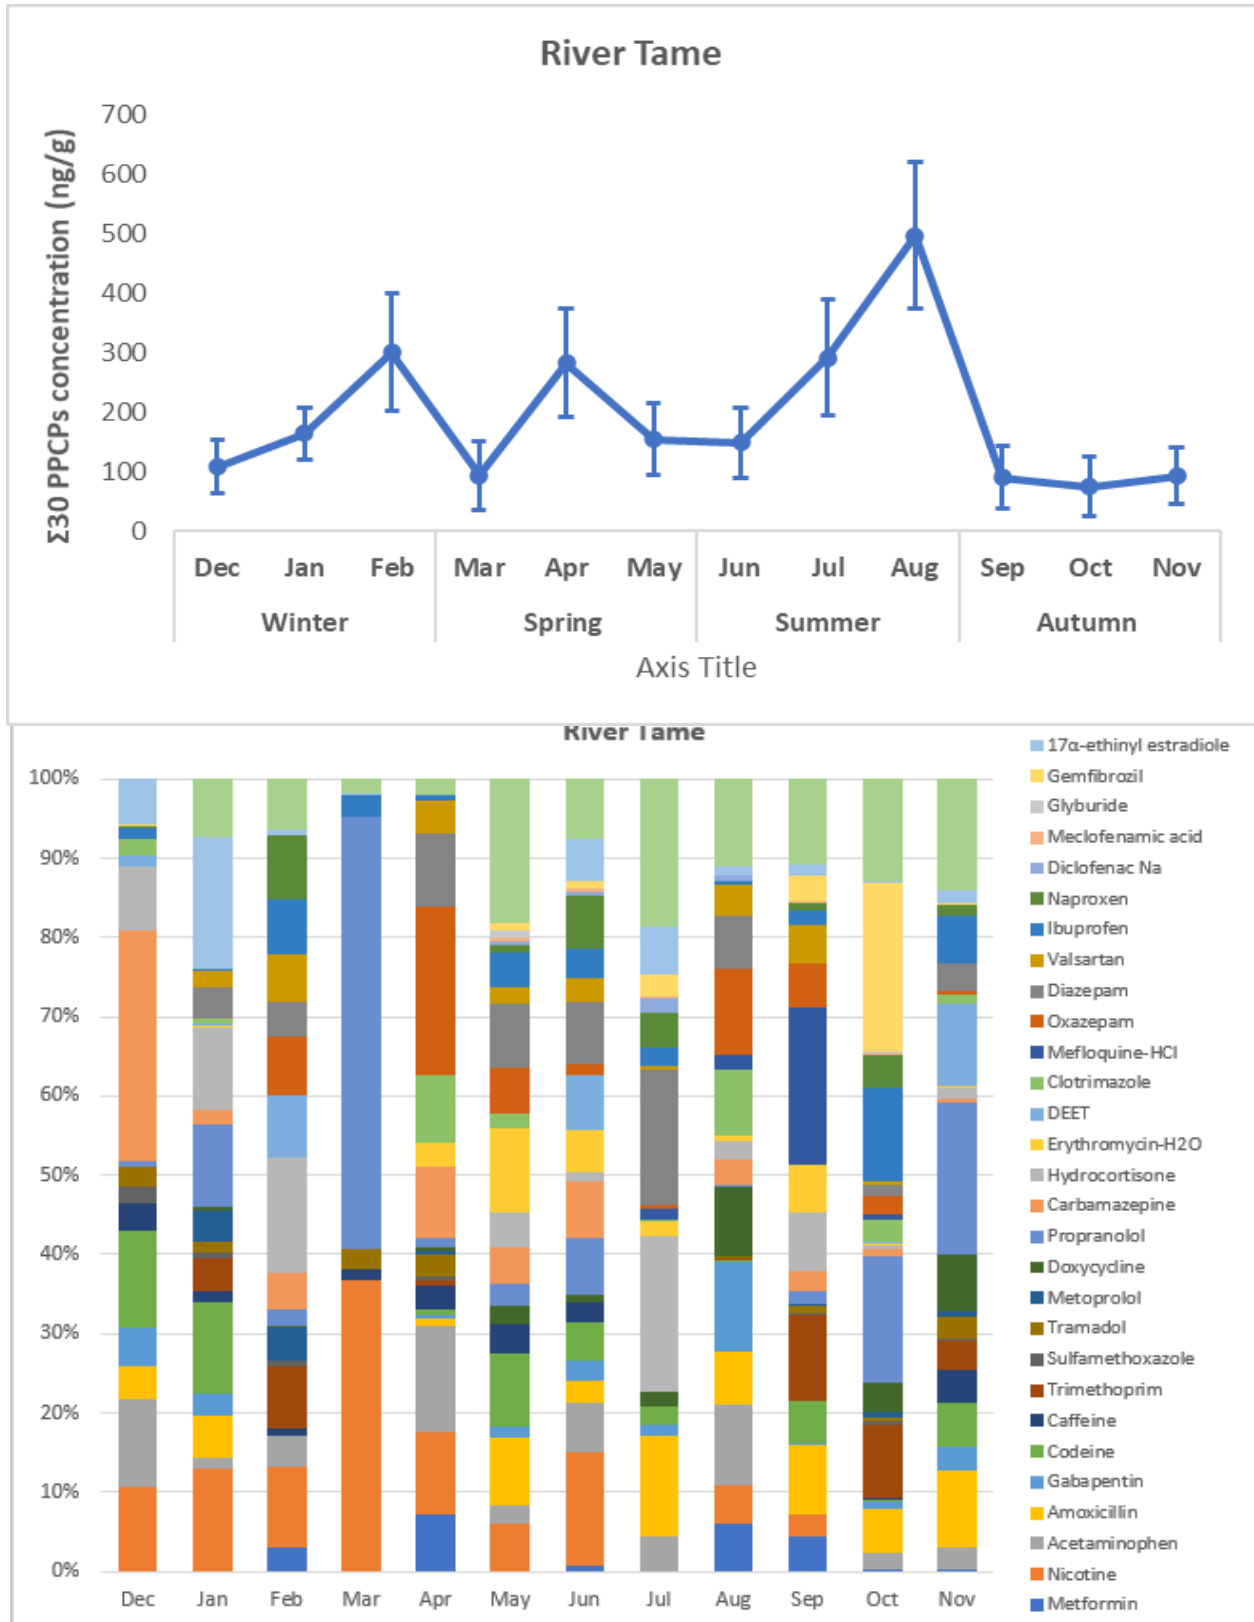 River Tame
Σ30 PPCPs concentration (ng/g)
700
600
500
400
300
200
100
0
Dec Jan Feb Mar Apr May Jun Jul Aug Sep Oct Nov
Winter Spring Summer Autumn
Axis Title
River Tame
100%
90%
80%
70%
60%
50%
40%
30%
20%
10%
0%
Dec Jan Feb Mar Apr May Jun Jul Aug Sep Oct Nov
17α-ethinyl estradiole
Gemfibrozil
Glyburide
Meclofenamic acid
Diclofenac Na
Naproxen
Ibuprofen
Valsartan
Diazepam
Oxazepam
Mefloquine-HCl
Clotrimazole
DEET
Erythromycin-H2O
Hydrocortisone
Carbamazepine
Propranolol
Doxycycline
Metoprolol
Tramadol
Sulfamethoxazole
Trimethoprim
Caffeine
Codeine
Gabapentin
Amoxicillin
Acetaminophen
Nicotine
Metformin